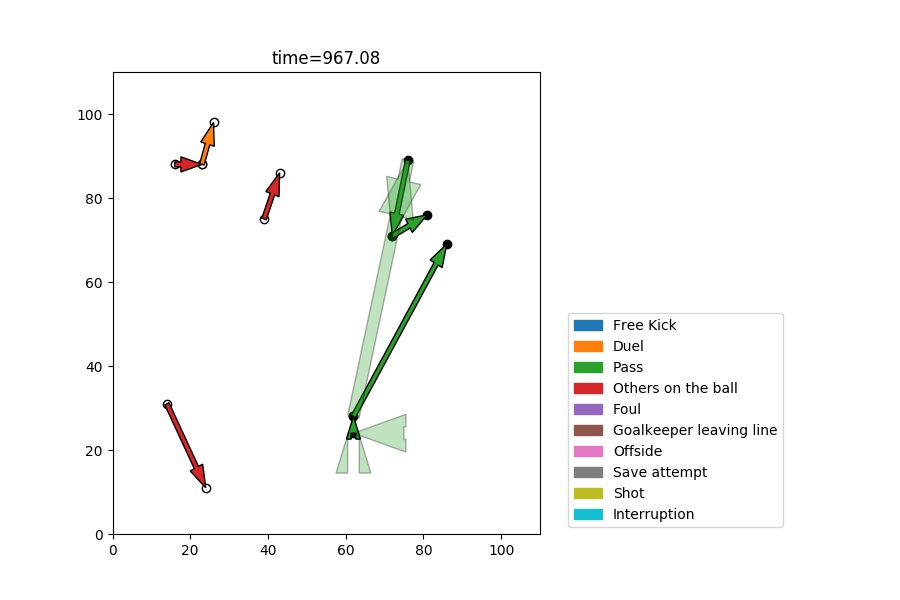 time=967.08
100
80
60
40
20
0
0 20 40 60 80 100
Free Kick
Duel
Pass
Others on the ball
Foul
Goalkeeper leaving line
Offside
Save attempt
Shot
Interruption